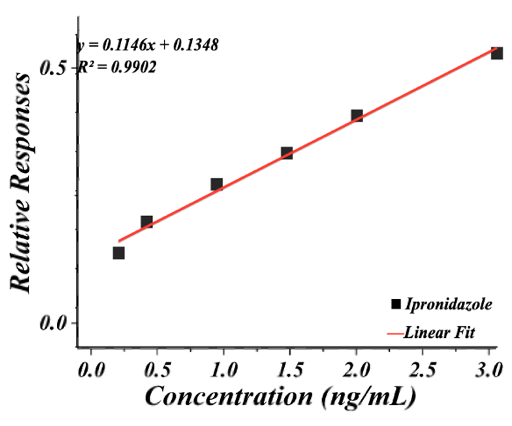 y = 0.1146x + 0.1348
R² = 0.9902
0.5
0.0
Relative Responses
Ipronidazole
Linear Fit
0.0 0.5 1.0 1.5 2.0 2.5 3.0
Concentration (ng/mL)